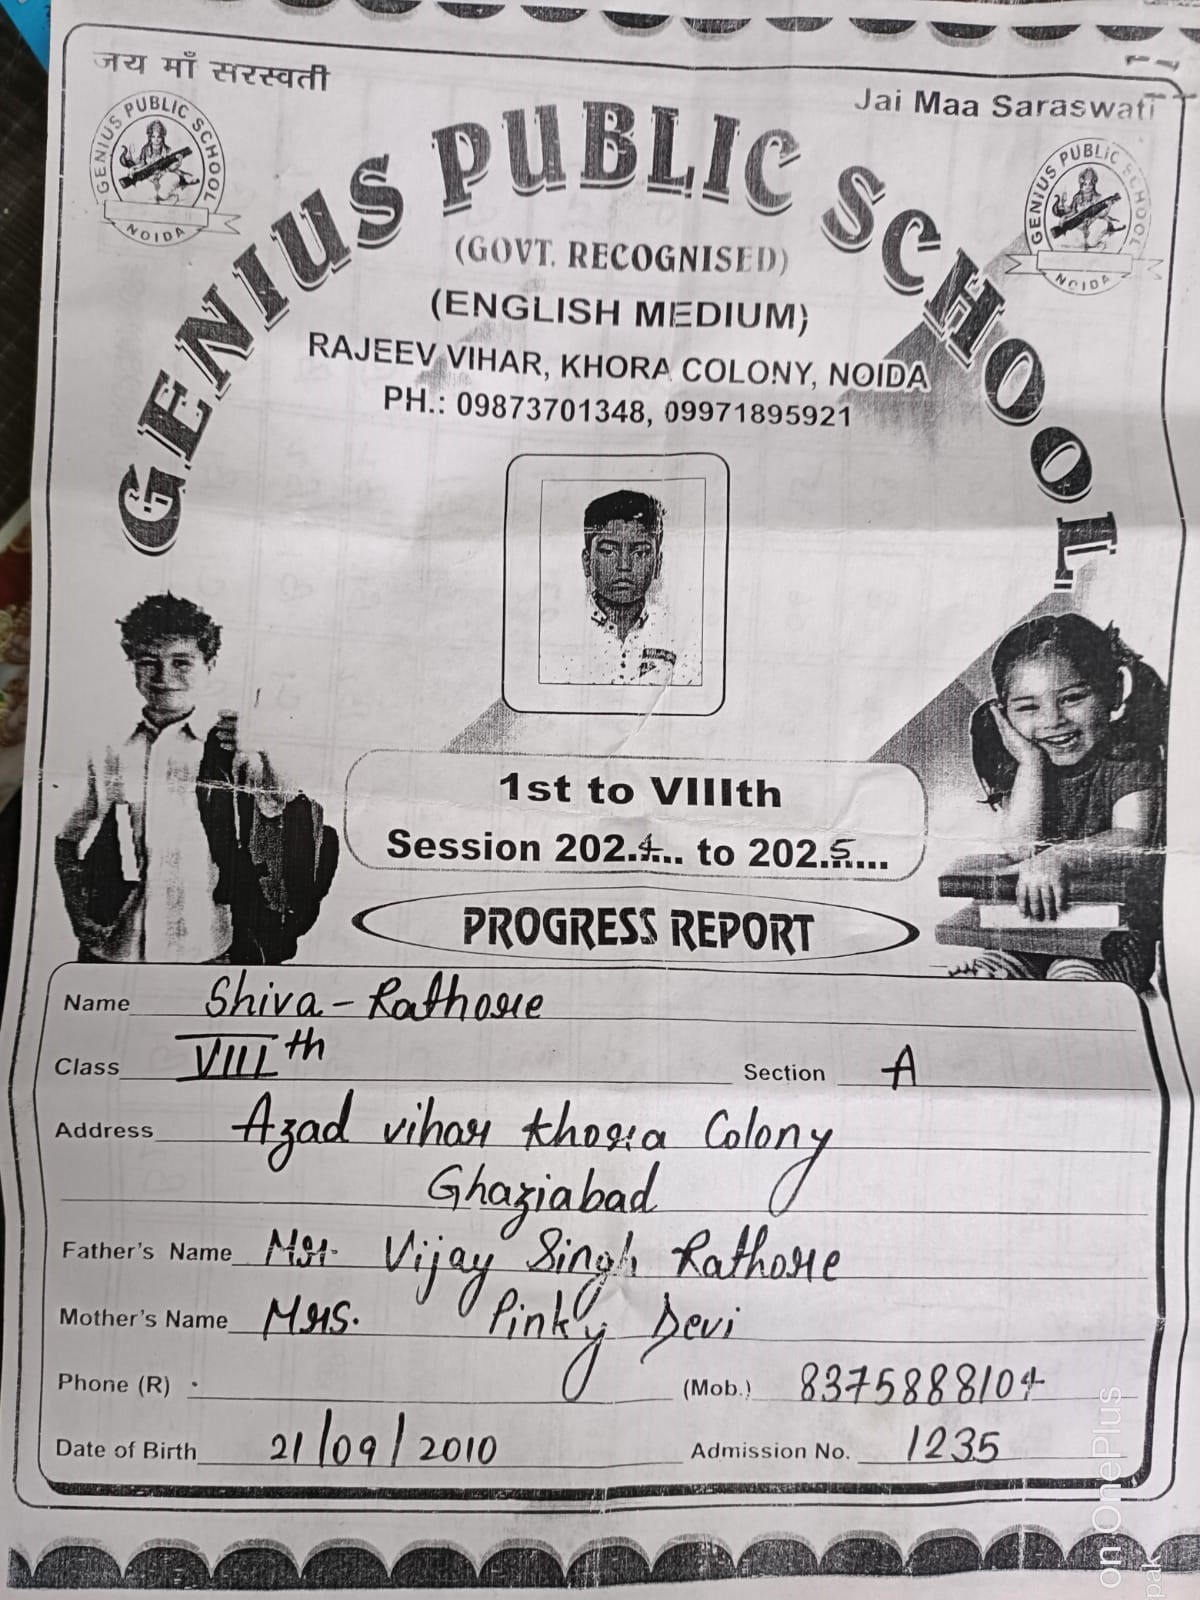 जय माँ सरस्वती
Jai Maa Saraswati
GENIUS PUBLIC SCHOOL
NOIDA
GENIUS PUBLIC SCHOOL
NOIDA
GENIUS PUBLIC SCHOOL
(GOVT. RECOGNISED)
(ENGLISH MEDIUM)
RAJEEV VIHAR, KHORA COLONY, NOIDA
PH.: 09873701348, 09971895921
1st to VIIIth
Session 202.4... to 202.5....
PROGRESS REPORT
Name Shiva - Rathore
Class VIIIth Section A
Address Azad vihar khora Colony
Ghaziabad
Father's Name Mr. Vijay Singh Rathore
Mother's Name Mrs. Pinky Devi
Phone (R) (Mob.) 8375888104
Date of Birth 21/09/2010 Admission No. 1235
on OnePlus
pak